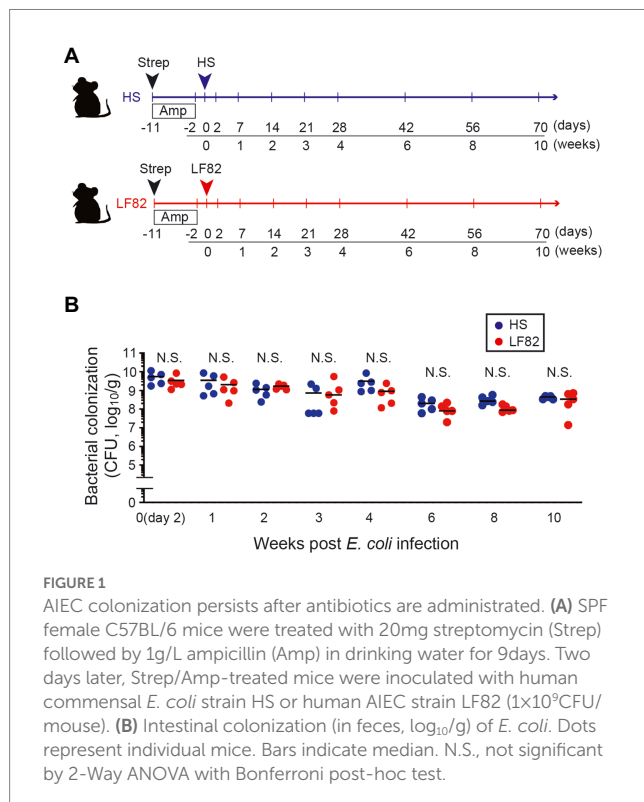 A
Strep
HS
HS
Amp
-11 -2 0 2 7 14 21 28 42 56 70 (days)
0 1 2 3 4 6 8 10 (weeks)
Strep
LF82
LF82
Amp
-11 -2 0 2 7 14 21 28 42 56 70 (days)
0 1 2 3 4 6 8 10 (weeks)
B
HS
LF82
N.S. N.S. N.S. N.S. N.S. N.S. N.S. N.S.
Bacterial colonization
(CFU, log₁₀/g)
11
10
9
8
7
6
5
0
0(day 2) 1 2 3 4 6 8 10
Weeks post E. coli infection
FIGURE 1
AIEC colonization persists after antibiotics are administrated. (A) SPF
female C57BL/6 mice were treated with 20mg streptomycin (Strep)
followed by 1g/L ampicillin (Amp) in drinking water for 9days. Two
days later, Strep/Amp-treated mice were inoculated with human
commensal E. coli strain HS or human AIEC strain LF82 (1×10⁹CFU/
mouse). (B) Intestinal colonization (in feces, log₁₀/g) of E. coli. Dots
represent individual mice. Bars indicate median. N.S., not significant
by 2-Way ANOVA with Bonferroni post-hoc test.